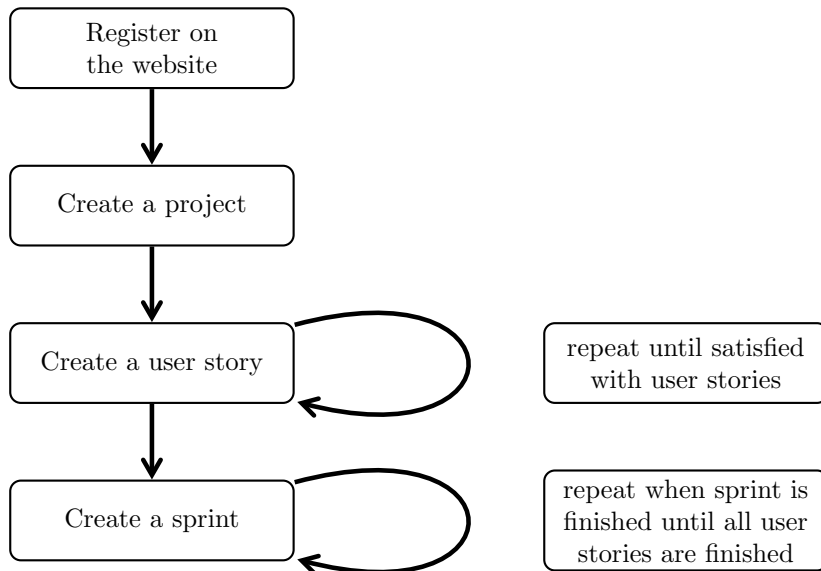 Register on
the website
Create a project
Create a user story
repeat until satisfied
with user stories
Create a sprint
repeat when sprint is
finished until all user
stories are finished